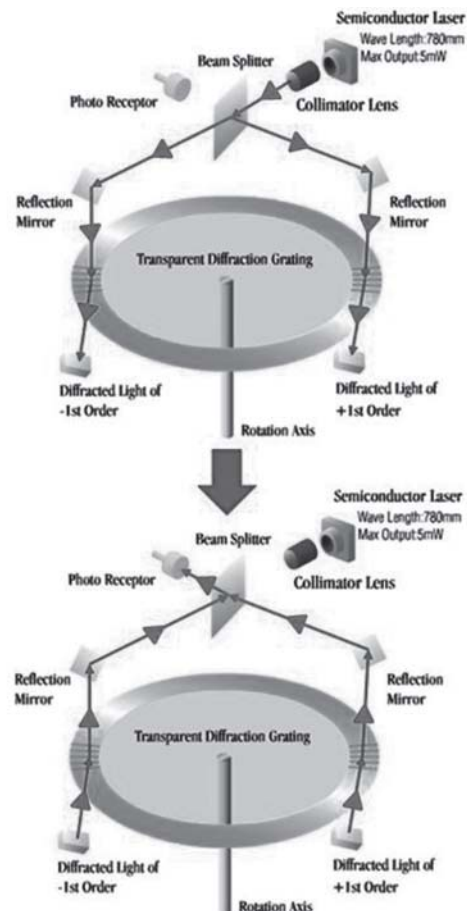 Semiconductor Laser
Wave Length:780mm
Max Output:5mW
Beam Splitter
Photo Receptor
Collimator Lens
Reflection
Mirror
Reflection
Mirror
Transparent Diffraction Grating
Diffracted Light of
-1st Order
Diffracted Light of
+1st Order
Rotation Axis
Semiconductor Laser
Wave Length:780mm
Max Output:5mW
Beam Splitter
Photo Receptor
Collimator Lens
Reflection
Mirror
Reflection
Mirror
Transparent Diffraction Grating
Diffracted Light of
-1st Order
Diffracted Light of
+1st Order
Rotation Axis